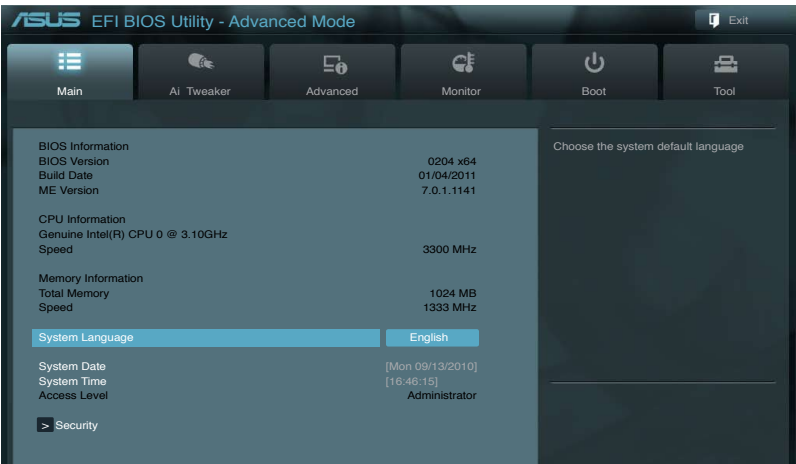 ASUS EFI BIOS Utility - Advanced Mode
Exit
Main
Ai Tweaker
Advanced
Monitor
Boot
Tool
BIOS Information
BIOS Version 0204 x64
Build Date 01/04/2011
ME Version 7.0.1.1141
CPU Information
Genuine Intel(R) CPU 0 @ 3.10GHz
Speed 3300 MHz
Memory Information
Total Memory 1024 MB
Speed 1333 MHz
System Language English
System Date [Mon 09/13/2010]
System Time [16:46:15]
Access Level Administrator
> Security
Choose the system default language